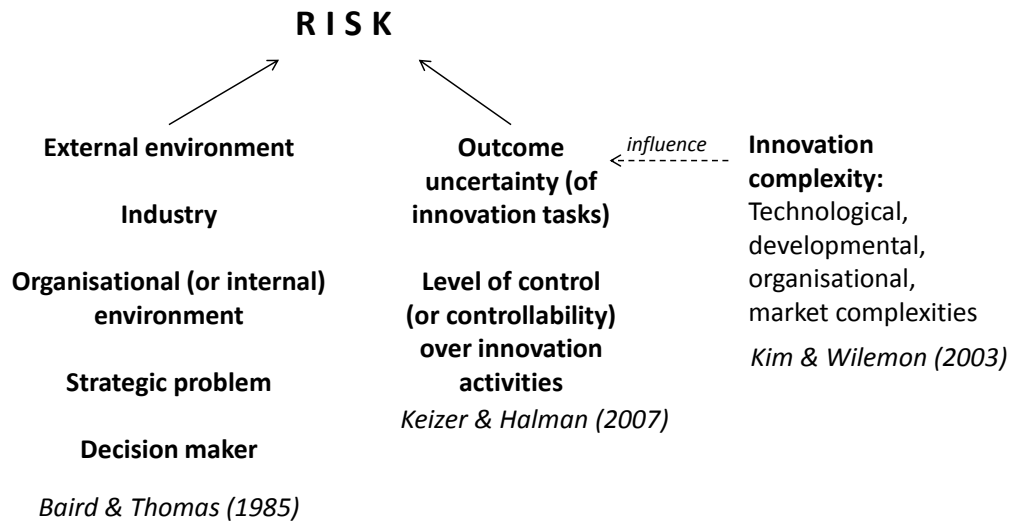 R I S K
External environment
Industry
Organisational (or internal)
environment
Strategic problem
Decision maker
Baird & Thomas (1985)
Outcome
uncertainty (of
innovation tasks)
Level of control
(or controllability)
over innovation
activities
Keizer & Halman (2007)
influence
Innovation
complexity:
Technological,
developmental,
organisational,
market complexities
Kim & Wilemon (2003)